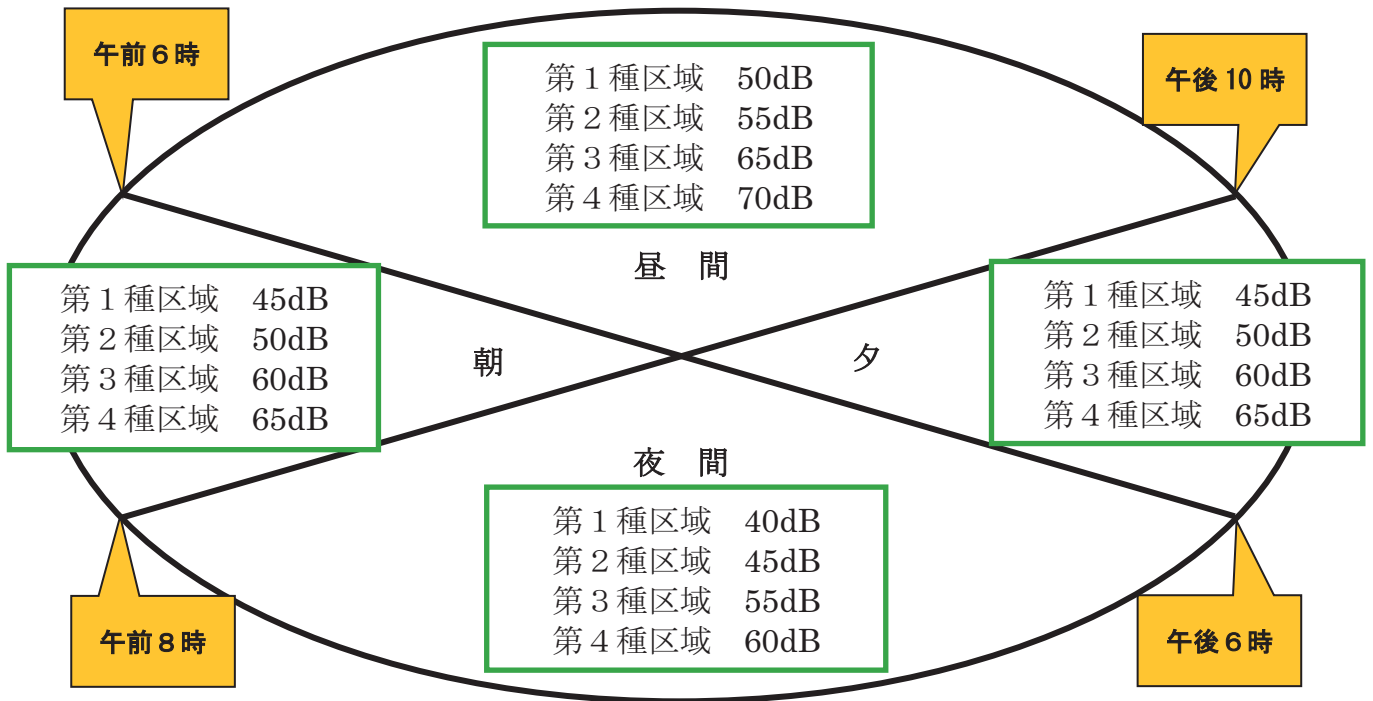 午前６時
午後 10 時
第１種区域　50dB
第２種区域　55dB
第３種区域　65dB
第４種区域　70dB
昼　間
第１種区域　45dB
第２種区域　50dB
第３種区域　60dB
第４種区域　65dB
朝
夕
第１種区域　45dB
第２種区域　50dB
第３種区域　60dB
第４種区域　65dB
夜　間
第１種区域　40dB
第２種区域　45dB
第３種区域　55dB
第４種区域　60dB
午前８時
午後６時